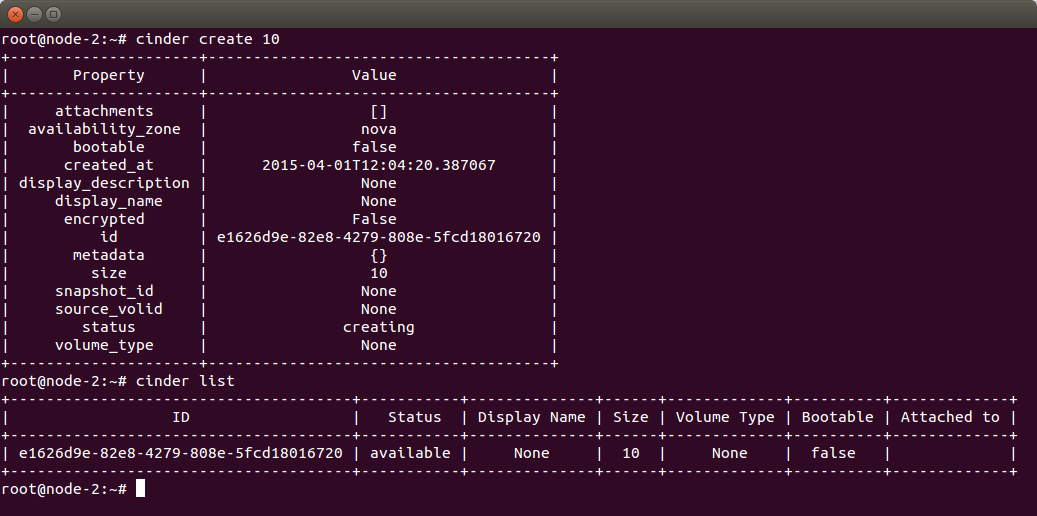 root@node-2:~# cinder create 10
+---------------------+--------------------------------------+
|       Property      |                Value                 |
+---------------------+--------------------------------------+
|     attachments     |                  []                  |
|  availability_zone  |                 nova                 |
|       bootable      |                false                 |
|      created_at     |      2015-04-01T12:04:20.387067      |
| display_description |                 None                 |
|     display_name    |                 None                 |
|      encrypted      |                False                 |
|          id         | e1626d9e-82e8-4279-808e-5fcd18016720 |
|       metadata      |                  {}                  |
|         size        |                  10                  |
|     snapshot_id     |                 None                 |
|     source_volid    |                 None                 |
|        status       |               creating               |
|     volume_type     |                 None                 |
+---------------------+--------------------------------------+
root@node-2:~# cinder list
+--------------------------------------+-----------+--------------+------+-------------+----------+-------------+
|                  ID                  |   Status  | Display Name | Size | Volume Type | Bootable | Attached to |
+--------------------------------------+-----------+--------------+------+-------------+----------+-------------+
| e1626d9e-82e8-4279-808e-5fcd18016720 | available |     None     |  10  |     None    |  false   |             |
+--------------------------------------+-----------+--------------+------+-------------+----------+-------------+
root@node-2:~#